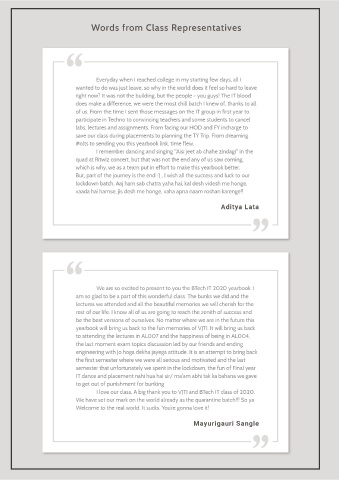 Words from Class Representatives
Everyday when I reached college in my starting few days, all I
wanted to do was just leave, so why in the world does it feel so hard to leave
right now? It was not the building, but the people - you guys! The IT blood
does make a difference, we were the most chill batch I knew of, thanks to all
of us. From the time I sent those messages on the IT group in first year to
participate in Techno to convincing teachers and some students to cancel
labs, lectures and assignments. From facing our HOD and FY incharge to
save our class during placements to planning the TY Trip. From dreaming
#lots to sending you this yearbook link, time flew.
I remember dancing and singing "Aisi jeet ab chahe zindagi" in the
quad at Ritwiz concert, but that was not the end any of us saw coming,
which is why, we as a team put in effort to make this yearbook better.
But, part of the journey is the end :) , I wish all the success and luck to our
lockdown batch. Aaj ham sab chatra yaha hai, kal desh videsh me honge,
vaada hai hamse, jis desh me honge, vaha apna naam roshan karenge!!
Aditya Lata
We are so excited to present to you the BTech IT 2020 yearbook. I
am so glad to be a part of this wonderful class. The bunks we did and the
lectures we attended and all the beautiful memories we will cherish for the
rest of our life. I know all of us are going to reach the zenith of success and
be the best versions of ourselves. No matter where we are in the future this
yearbook will bring us back to the fun memories of VJTI. It will bring us back
to attending the lectures in AL007 and the happiness of being in AL004,
the last moment exam topics discussion led by our friends and ending
engineering with jo hoga dekha jayega attitude. It is an attempt to bring back
the first semester where we were all serious and motivated and the last
semester that unfortunately we spent in the lockdown, the fun of Final year
IT dance and placement nahi hua hai sir/ ma'am abhi tak ka bahana we gave
to get out of punishment for bunking
I love our class. A big thank you to VJTI and BTech IT class of 2020.
We have set our mark on the world already as the quarantine batch!!! So ya
Welcome to the real world. It sucks. You're gonna love it!
Mayurigauri Sangle